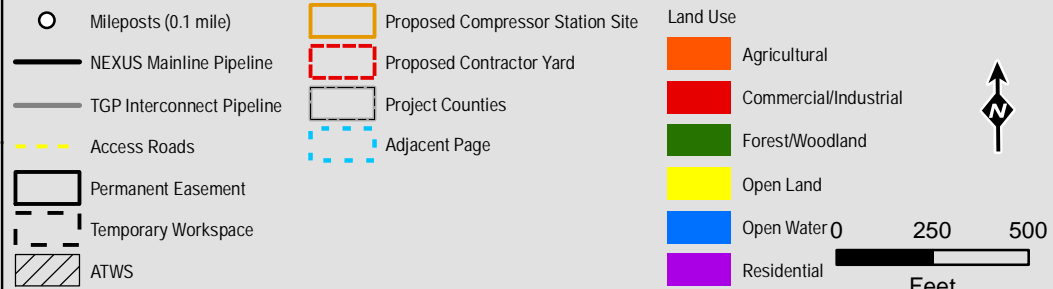 Mileposts (0.1 mile)
NEXUS Mainline Pipeline
TGP Interconnect Pipeline
Access Roads
Permanent Easement
Temporary Workspace
ATWS
Proposed Compressor Station Site
Proposed Contractor Yard
Project Counties
Adjacent Page
Land Use
Agricultural
Commercial/Industrial
Forest/Woodland
Open Land
Open Water
Residential
N
0 250 500
Feet